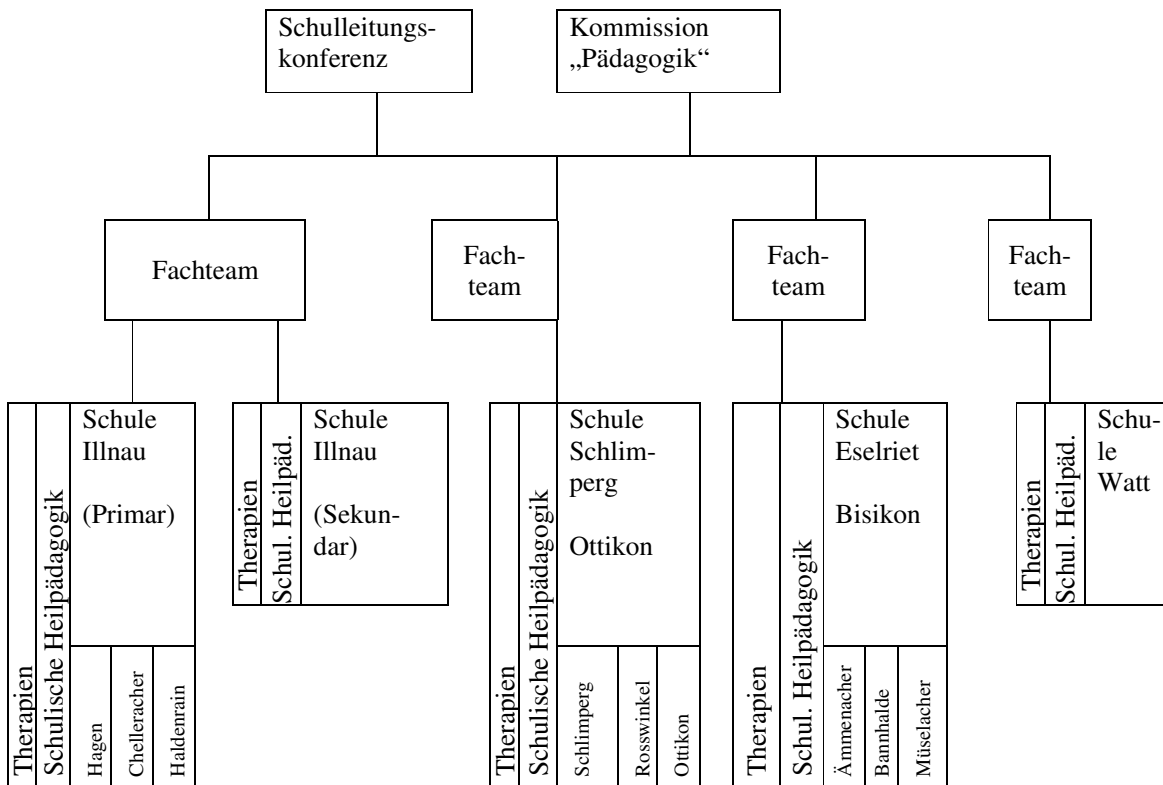 Schulleitungs-
konferenz
Kommission
„Pädagogik“
Fachteam
Fach-
team
Fach-
team
Fach-
team
Therapien
Schulische Heilpädagogik
Schule
Illnau
(Primar)
Hagen
Chelleracher
Haldenrain
Therapien
Schul. Heilpäd.
Schule
Illnau
(Sekun-
dar)
Therapien
Schulische Heilpädagogik
Schule
Schlim-
perg
Ottikon
Schlimperg
Rosswinkel
Ottikon
Therapien
Schul. Heilpädagogik
Schule
Eselriet
Bisikon
Ämmenacher
Bannhalde
Müselacher
Therapien
Schul. Heilpäd.
Schu-
le
Watt